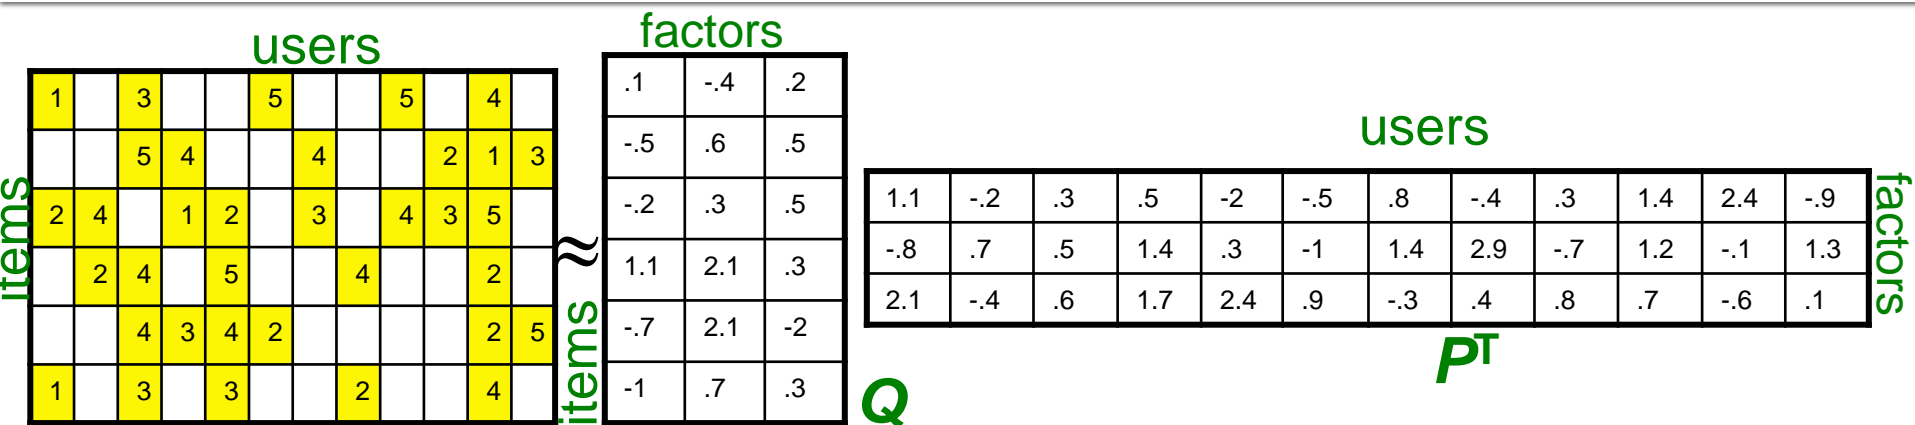 users
factors
1 3 5 5 4
5 4 4 2 1 3
2 4 1 2 3 4 3 5
2 4 5 4 2
4 3 4 2 2 5
1 3 3 2 4
items
≈
.1 -.4 .2
-.5 .6 .5
-.2 .3 .5
1.1 2.1 .3
-.7 2.1 -2
-1 .7 .3
items
Q
users
1.1 -.2 .3 .5 -2 -.5 .8 -.4 .3 1.4 2.4 -.9
-.8 .7 .5 1.4 .3 -1 1.4 2.9 -.7 1.2 -.1 1.3
2.1 -.4 .6 1.7 2.4 .9 -.3 .4 .8 .7 -.6 .1
factors
PT